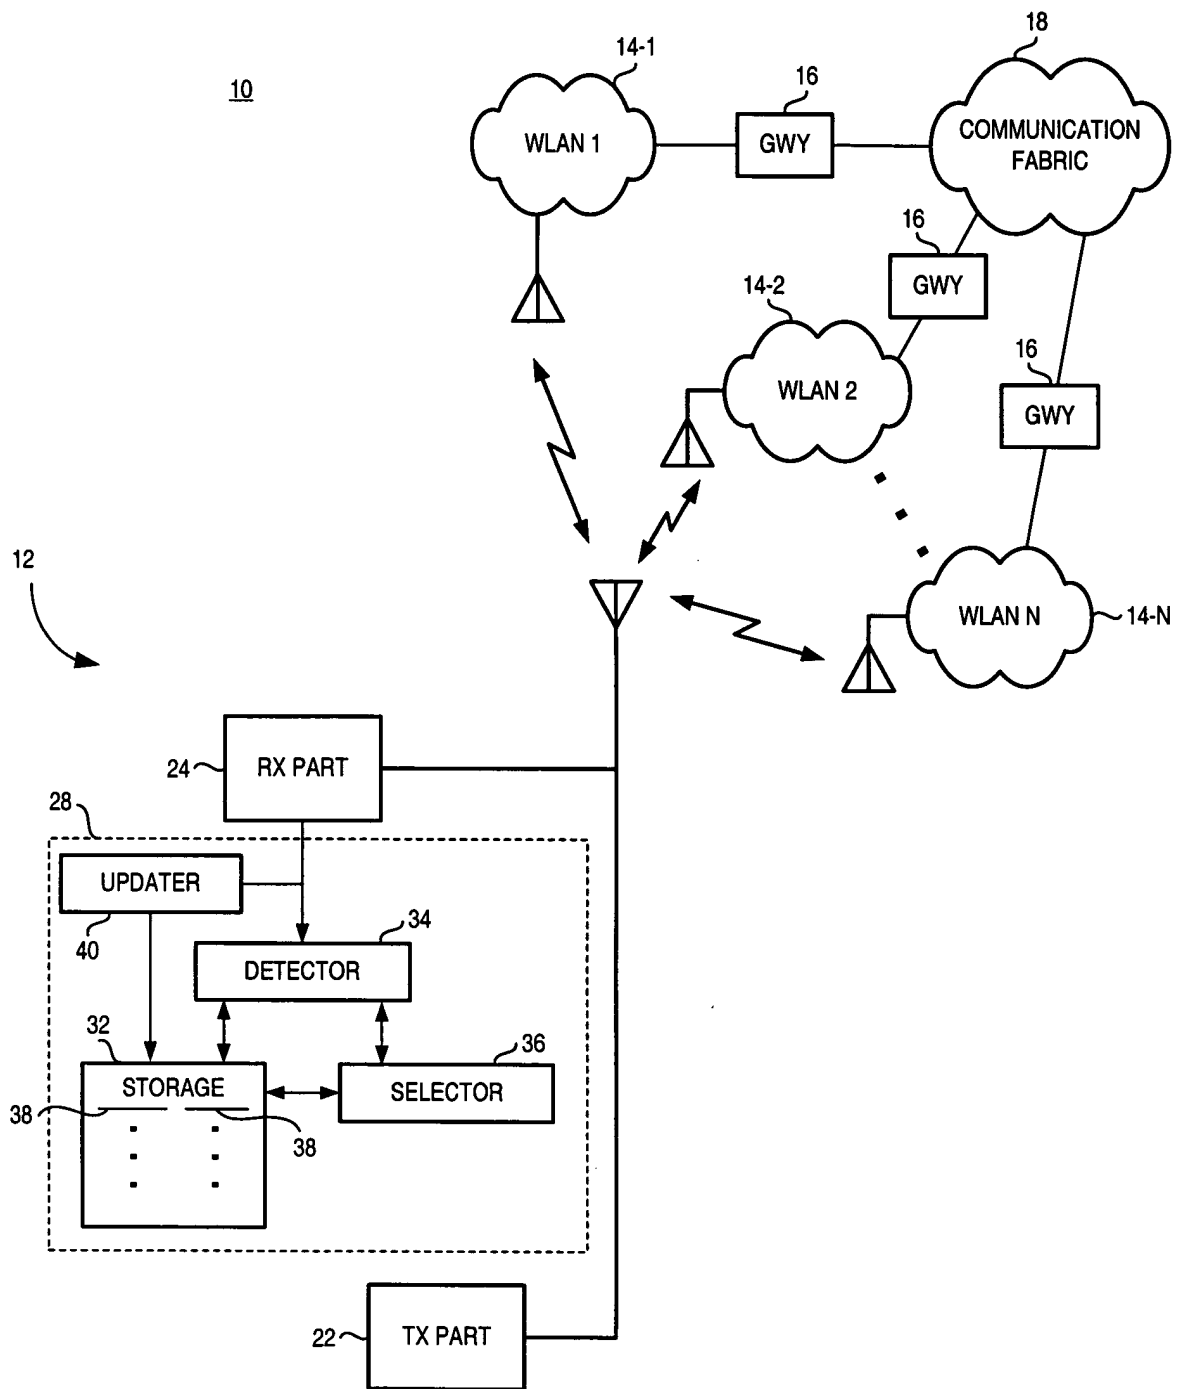 10
14-1
16
18
WLAN 1
GWY
COMMUNICATION
FABRIC
16
GWY
14-2
WLAN 2
16
GWY
12
WLAN N
14-N
24
RX PART
28
UPDATER
40
34
DETECTOR
32
36
STORAGE
SELECTOR
38
38
22
TX PART